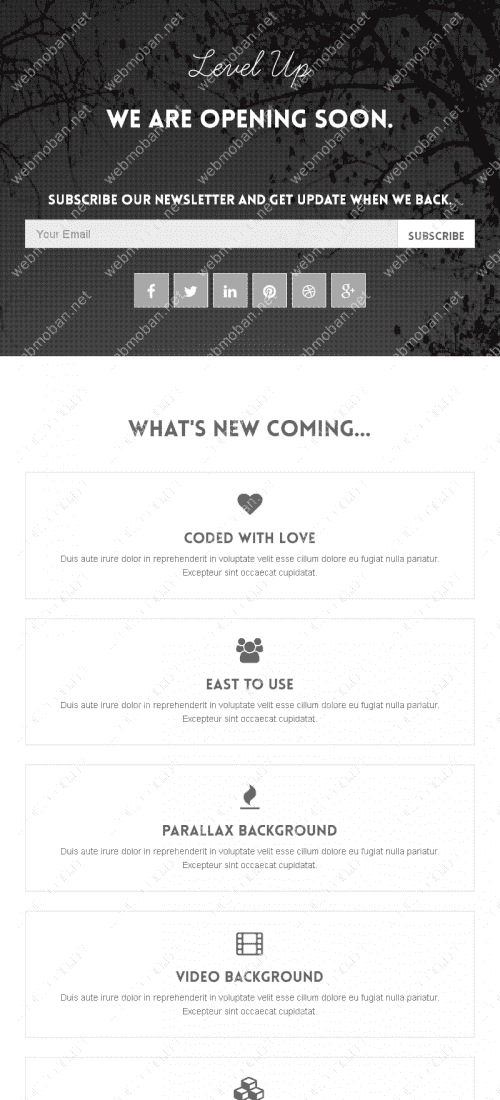 Level Up
WE ARE OPENING SOON.
SUBSCRIBE OUR NEWSLETTER AND GET UPDATE WHEN WE BACK.
Your Email
SUBSCRIBE
WHAT'S NEW COMING...
CODED WITH LOVE
Duis aute irure dolor in reprehenderit in voluptate velit esse cillum dolore eu fugiat nulla pariatur.
Excepteur sint occaecat cupidatat.
EAST TO USE
Duis aute irure dolor in reprehenderit in voluptate velit esse cillum dolore eu fugiat nulla pariatur.
Excepteur sint occaecat cupidatat.
PARALLAX BACKGROUND
Duis aute irure dolor in reprehenderit in voluptate velit esse cillum dolore eu fugiat nulla pariatur.
Excepteur sint occaecat cupidatat.
VIDEO BACKGROUND
Duis aute irure dolor in reprehenderit in voluptate velit esse cillum dolore eu fugiat nulla pariatur.
Excepteur sint occaecat cupidatat.
webmoban.net